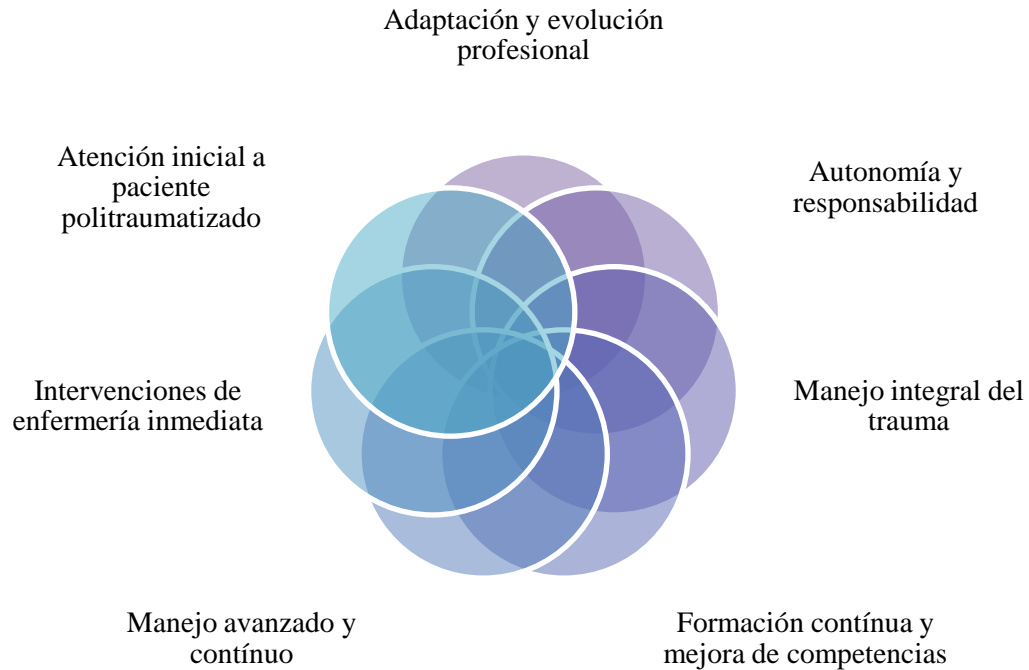 Adaptación y evolución
profesional
Atención inicial a
paciente
politraumatizado
Autonomía y
responsabilidad
Intervenciones de
enfermería inmediata
Manejo integral del
trauma
Manejo avanzado y
contínuo
Formación contínua y
mejora de competencias